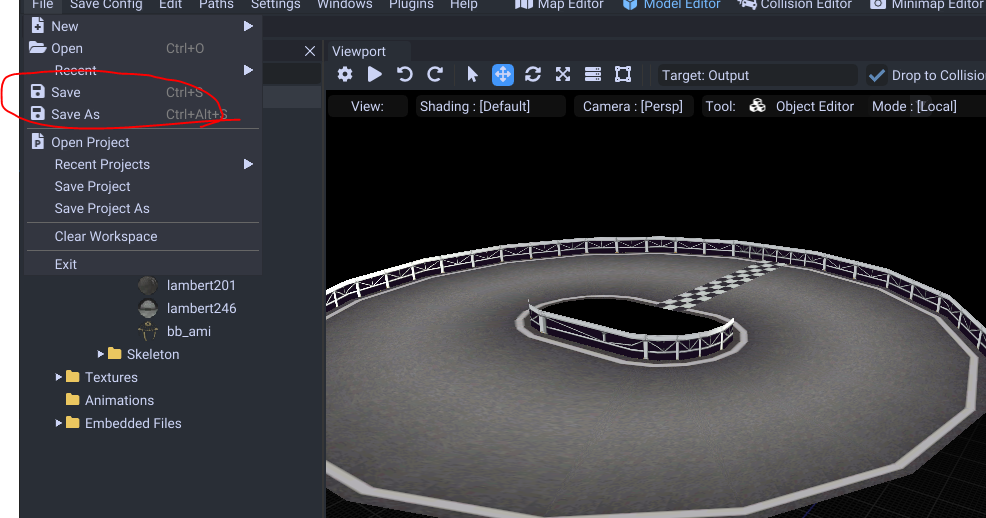 File Save Config Edit Paths Settings Windows Plugins Help Map Editor Model Editor Collision Editor Minimap Editor
New
Open Ctrl+O
Recent
Save Ctrl+S
Save As Ctrl+Alt+S
Open Project
Recent Projects
Save Project
Save Project As
Clear Workspace
Exit
lambert201
lambert246
bb_ami
Skeleton
Textures
Animations
Embedded Files
Viewport
Target: Output Drop to Collisio
View: Shading : [Default] Camera : [Persp] Tool: Object Editor Mode : [Local]